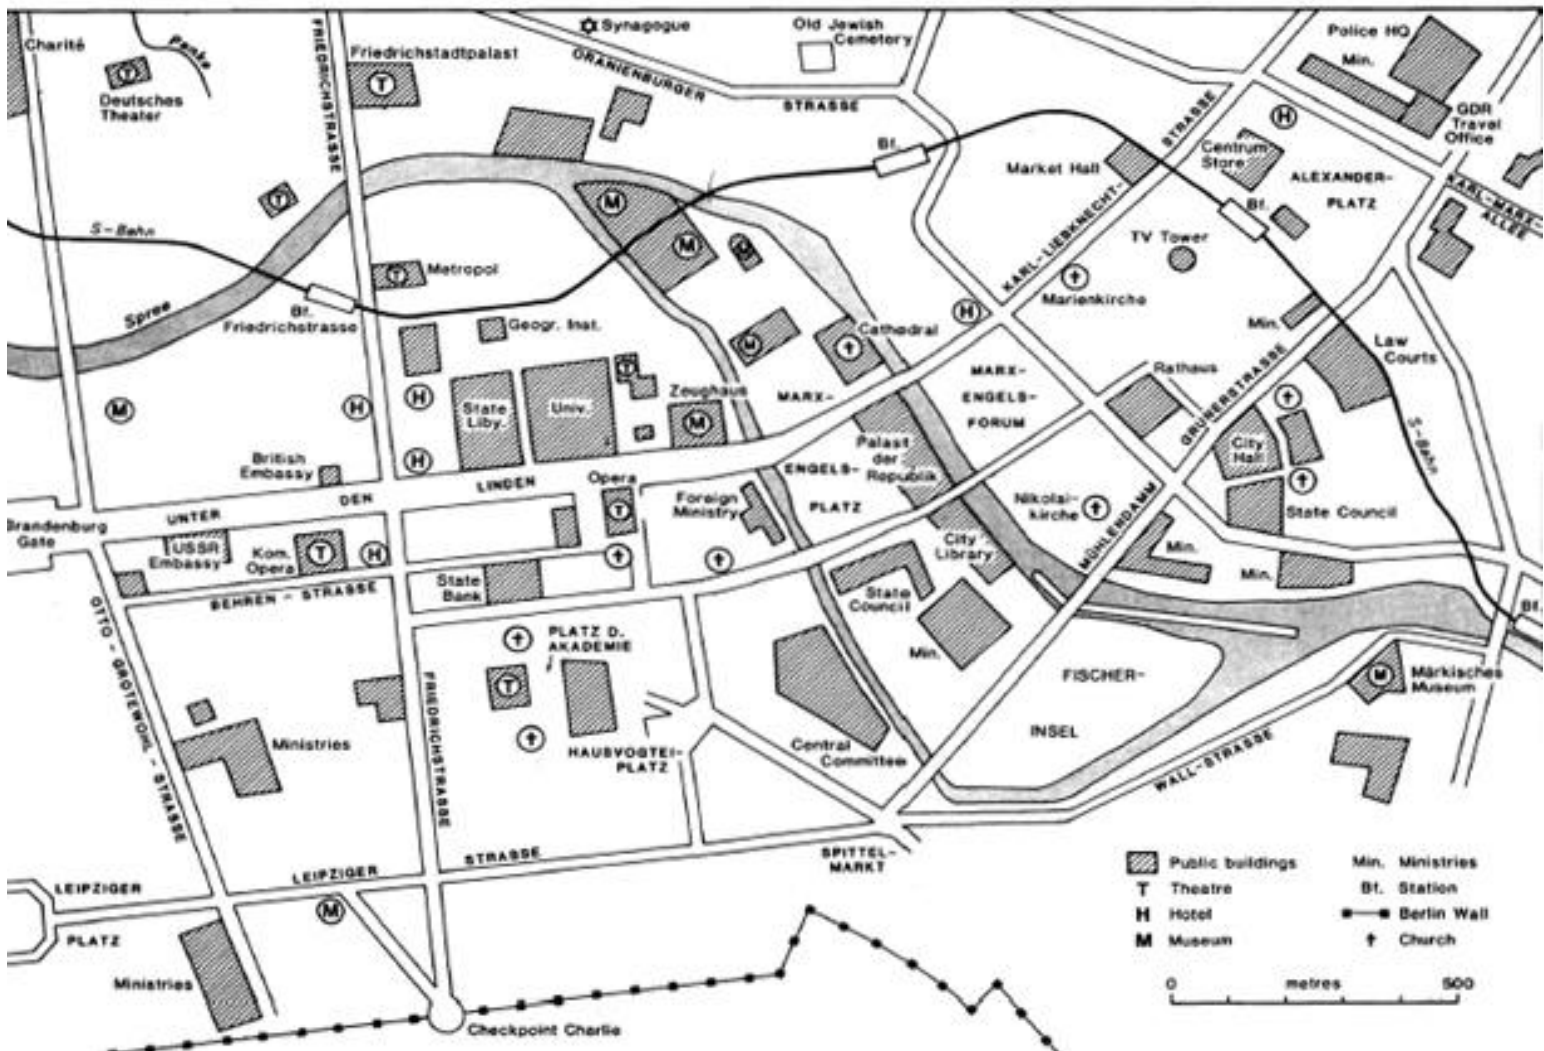 Charité
Panke
Deutsches
Theater
FRIEDRICHSTRASSE
Friedrichstadtpalast
Synagogue
Old Jewish
Cemetery
ORANIENBURGER
STRASSE
Police HQ
Min.
GDR
Travel
Office
KARL-MARX-
ALLEE
H
Centrum
Store
ALEXANDER-
PLATZ
Market Hall
KARL-LIEBKNECHT-
STRASSE
Bf.
Bf.
TV Tower
Marienkirche
S-Bahn
Spree
Bf.
Friedrichstrasse
Metropol
Geogr. Inst.
T
T
T
T
M
M
M
M
Cathedral
H
Min.
Law
Courts
Rathaus
GRUNERSTRASSE
S-Bahn
M
H
H
H
State
Liby.
Univ.
T
Zeughaus
M
MARX-
ENGELS-
PLATZ
MARX-
ENGELS-
FORUM
Palast
der
Republik
City
Hall
State Council
British
Embassy
UNTER
DEN
LINDEN
Opera
T
Foreign
Ministry
Nikolai-
kirche
MÜHLENDAMM
Min.
Min.
Bf.
Brandenburg
Gate
USSR
Embassy
Kom.
Opera
T
H
BEHREN-STRASSE
State
Bank
City
Library
State
Council
Min.
OTTO-GROTEWOHL-STRASSE
PLATZ D.
AKADEMIE
T
FISCHER-
INSEL
Märkisches
Museum
M
FRIEDRICHSTRASSE
Ministries
HAUSVOGTEI-
PLATZ
Central
Committee
WALL-STRASSE
STRASSE
SPITTEL-
MARKT
LEIPZIGER
LEIPZIGER
PLATZ
M
Ministries
Checkpoint Charlie
Public buildings
T Theatre
H Hotel
M Museum
Min. Ministries
Bf. Station
Berlin Wall
Church
0 metres 500